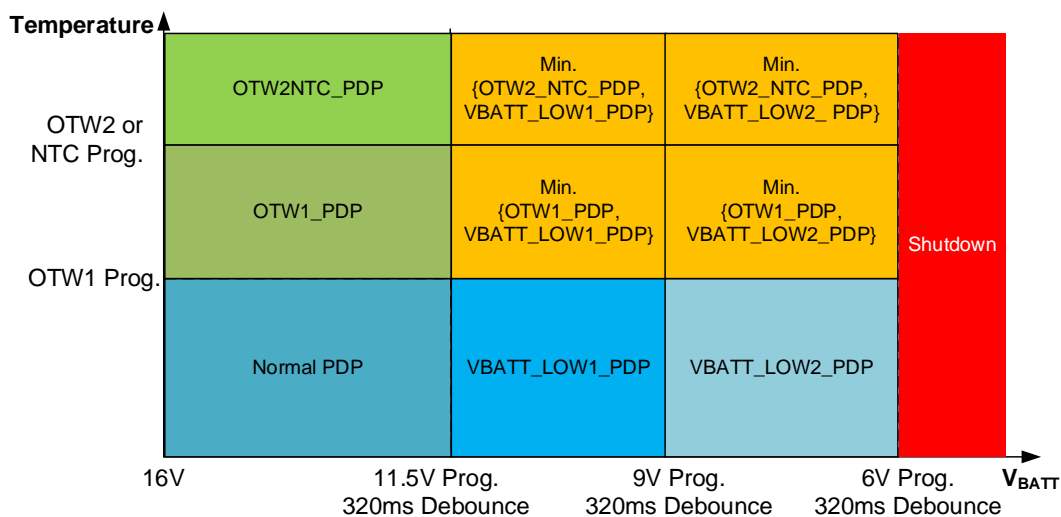 Temperature
OTW2NTC_PDP
Min.
{OTW2_NTC_PDP,
VBATT_LOW1_PDP}
Min.
{OTW2_NTC_PDP,
VBATT_LOW2_ PDP}
OTW2 or
NTC Prog.
OTW1_PDP
Min.
{OTW1_PDP,
VBATT_LOW1_PDP}
Min.
{OTW1_PDP,
VBATT_LOW2_PDP}
Shutdown
OTW1 Prog.
Normal PDP
VBATT_LOW1_PDP
VBATT_LOW2_PDP
16V
11.5V Prog.
320ms Debounce
9V Prog.
320ms Debounce
6V Prog.
320ms Debounce
VBATT